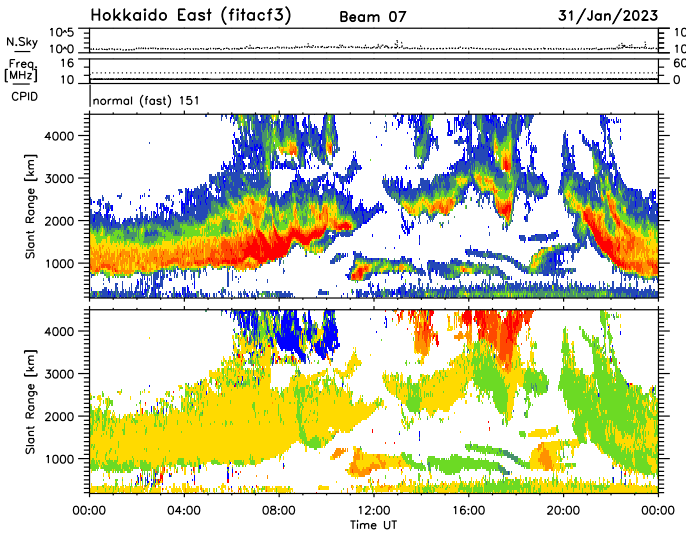 Hokkaido East (fitacf3) Beam 07 31/Jan/2023
N.Sky 10^5 10^0 10 10
Freq. [MHz] 16 10 60 0
CPID normal (fast) 151
Slant Range [km] 4000 3000 2000 1000
Slant Range [km] 4000 3000 2000 1000
00:00 04:00 08:00 12:00 16:00 20:00 00:00
Time UT